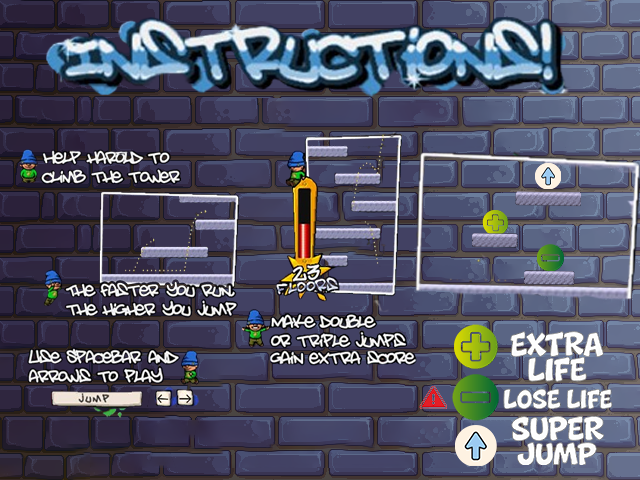 INSTRUCTIONS!
HELP HAROLD TO
CLIMB THE TOWER
THE FASTER YOU RUN,
THE HIGHER YOU JUMP
USE SPACEBAR AND
ARROWS TO PLAY
JUMP
23
FLOORS
MAKE DOUBLE
OR TRIPLE JUMPS
GAIN EXTRA SCORE
EXTRA
LIFE
LOSE LIFE
SUPER
JUMP